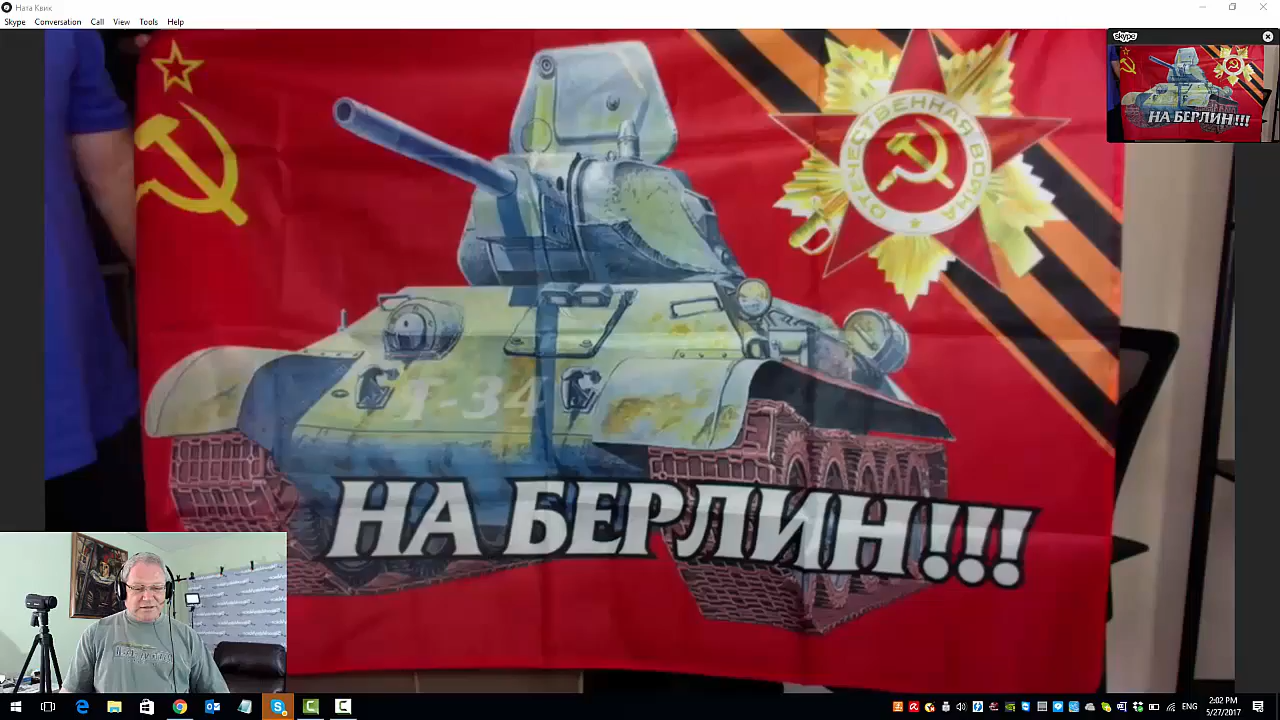 Ната Квик
Skype Conversation Call View Tools Help
skype
ОТЕЧЕСТВЕННАЯ ВОЙНА
НА БЕРЛИН!!!
Т-34
НА БЕРЛИН!!!
2:02 PM
ENG
5/27/2017